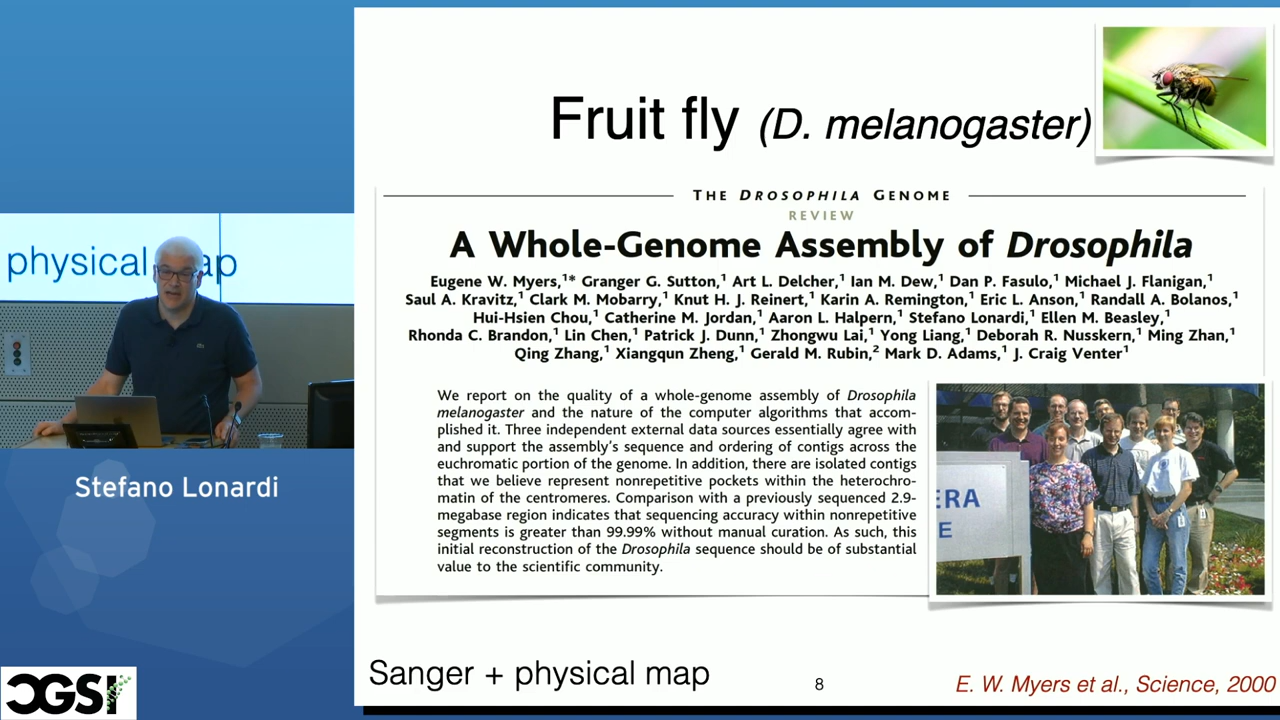 Fruit fly (D. melanogaster)
THE DROSOPHILA GENOME
REVIEW
A Whole-Genome Assembly of Drosophila
Eugene W. Myers,1* Granger G. Sutton,1 Art L. Delcher,1 Ian M. Dew,1 Dan P. Fasulo,1 Michael J. Flanigan,1
Saul A. Kravitz,1 Clark M. Mobarry,1 Knut H. J. Reinert,1 Karin A. Remington,1 Eric L. Anson,1 Randall A. Bolanos,1
Hui-Hsien Chou,1 Catherine M. Jordan,1 Aaron L. Halpern,1 Stefano Lonardi,1 Ellen M. Beasley,1
Rhonda C. Brandon,1 Lin Chen,1 Patrick J. Dunn,1 Zhongwu Lai,1 Yong Liang,1 Deborah R. Nusskern,1 Ming Zhan,1
Qing Zhang,1 Xiangqun Zheng,1 Gerald M. Rubin,2 Mark D. Adams,1 J. Craig Venter1
We report on the quality of a whole-genome assembly of Drosophila
melanogaster and the nature of the computer algorithms that accom-
plished it. Three independent external data sources essentially agree with
and support the assembly's sequence and ordering of contigs across the
euchromatic portion of the genome. In addition, there are isolated contigs
that we believe represent nonrepetitive pockets within the heterochro-
matin of the centromeres. Comparison with a previously sequenced 2.9-
megabase region indicates that sequencing accuracy within nonrepetitive
segments is greater than 99.99% without manual curation. As such, this
initial reconstruction of the Drosophila sequence should be of substantial
value to the scientific community.
ERA
E
physical ap
Stefano Lonardi
CGSI
Sanger + physical map
8
E. W. Myers et al., Science, 2000